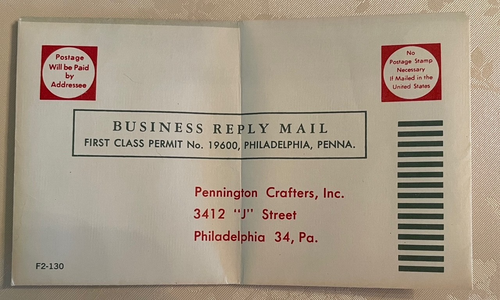 Postage
Will be Paid
by
Addressee
No
Postage Stamp
Necessary
If Mailed in the
United States
BUSINESS REPLY MAIL
FIRST CLASS PERMIT No. 19600, PHILADELPHIA, PENNA.
Pennington Crafters, Inc.
3412 "J" Street
Philadelphia 34, Pa.
F2-130